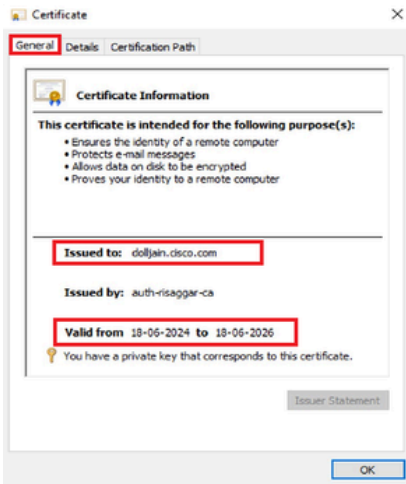 Certificate
General Details Certification Path
Certificate Information
This certificate is intended for the following purpose(s):
• Ensures the identity of a remote computer
• Protects e-mail messages
• Allows data on disk to be encrypted
• Proves your identity to a remote computer
Issued to: dolljain.cisco.com
Issued by: auth-risaggar-ca
Valid from 18-06-2024 to 18-06-2026
You have a private key that corresponds to this certificate.
Issuer Statement
OK